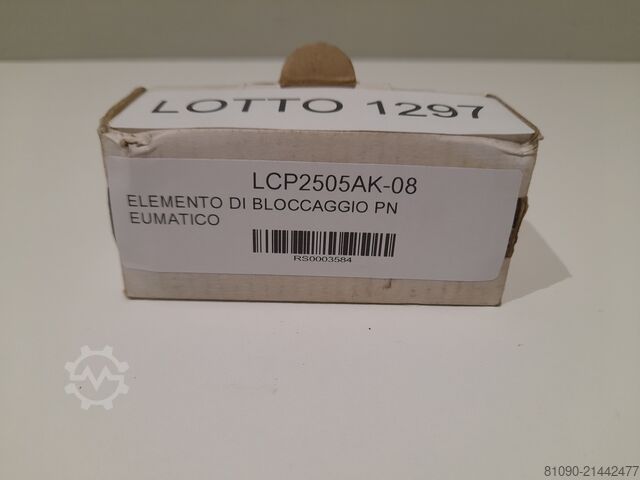 LOTTO 1297
LCP2505AK-08
ELEMENTO DI BLOCCAGGIO PN
EUMATICO
RS0003584
81090-21442477